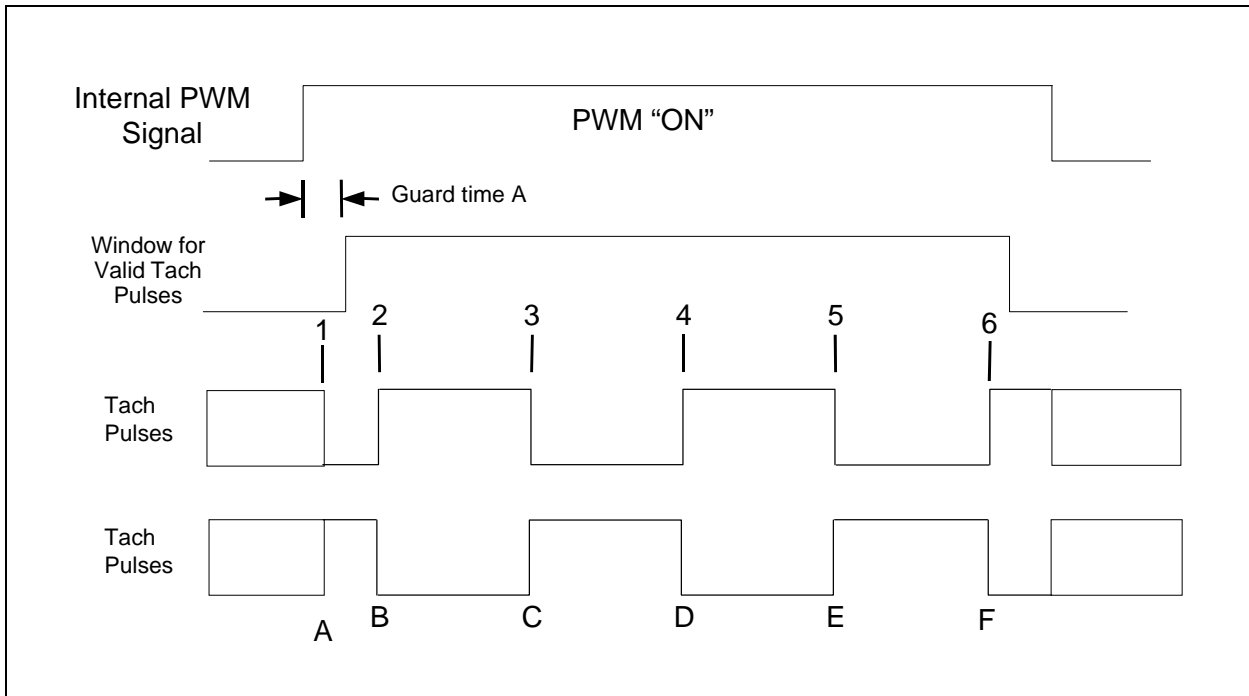 Internal PWM
Signal
PWM “ON”
Guard time A
Window for
Valid Tach
Pulses
1
2
3
4
5
6
Tach
Pulses
Tach
Pulses
A
B
C
D
E
F